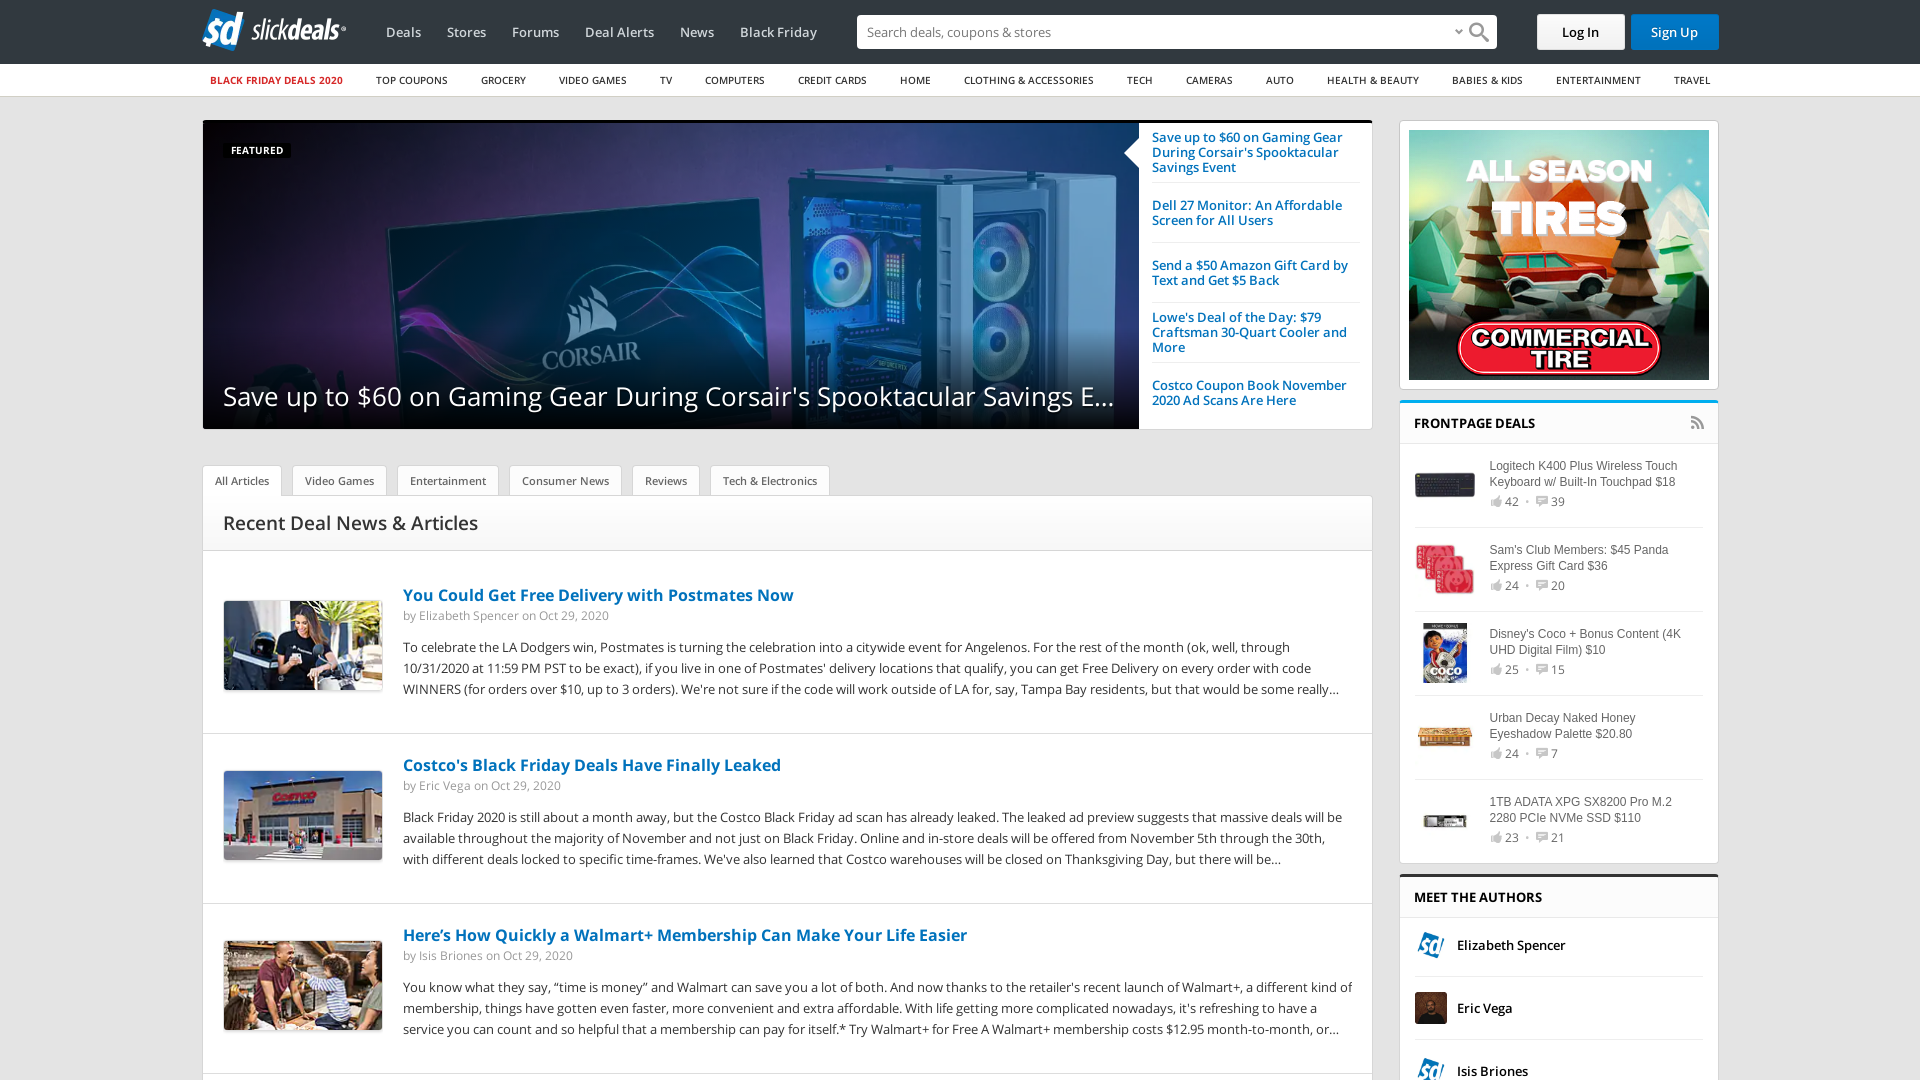 sd slickdeals®
Deals
Stores
Forums
Deal Alerts
News
Black Friday
Search deals, coupons & stores
Log In
Sign Up
BLACK FRIDAY DEALS 2020
TOP COUPONS
GROCERY
VIDEO GAMES
TV
COMPUTERS
CREDIT CARDS
HOME
CLOTHING & ACCESSORIES
TECH
CAMERAS
AUTO
HEALTH & BEAUTY
BABIES & KIDS
ENTERTAINMENT
TRAVEL
FEATURED
CORSAIR
Save up to $60 on Gaming Gear During Corsair's Spooktacular Savings E...
Save up to $60 on Gaming Gear
During Corsair's Spooktacular
Savings Event
Dell 27 Monitor: An Affordable
Screen for All Users
Send a $50 Amazon Gift Card by
Text and Get $5 Back
Lowe's Deal of the Day: $79
Craftsman 30-Quart Cooler and
More
Costco Coupon Book November
2020 Ad Scans Are Here
ALL SEASON
TIRES
COMMERCIAL
TIRE
All Articles
Video Games
Entertainment
Consumer News
Reviews
Tech & Electronics
Recent Deal News & Articles
You Could Get Free Delivery with Postmates Now
by Elizabeth Spencer on Oct 29, 2020
To celebrate the LA Dodgers win, Postmates is turning the celebration into a citywide event for Angelenos. For the rest of the month (ok, well, through
10/31/2020 at 11:59 PM PST to be exact), if you live in one of Postmates' delivery locations that qualify, you can get Free Delivery on every order with code
WINNERS (for orders over $10, up to 3 orders). We're not sure if the code will work outside of LA for, say, Tampa Bay residents, but that would be some really...
COSTCO
Costco's Black Friday Deals Have Finally Leaked
by Eric Vega on Oct 29, 2020
Black Friday 2020 is still about a month away, but the Costco Black Friday ad scan has already leaked. The leaked ad preview suggests that massive deals will be
available throughout the majority of November and not just on Black Friday. Online and in-store deals will be offered from November 5th through the 30th,
with different deals locked to specific time-frames. We've also learned that Costco warehouses will be closed on Thanksgiving Day, but there will be...
Here’s How Quickly a Walmart+ Membership Can Make Your Life Easier
by Isis Briones on Oct 29, 2020
You know what they say, “time is money” and Walmart can save you a lot of both. And now thanks to the retailer's recent launch of Walmart+, a different kind of
membership, things have gotten even faster, more convenient and extra affordable. With life getting more complicated nowadays, it's refreshing to have a
service you can count and so helpful that a membership can pay for itself.* Try Walmart+ for Free A Walmart+ membership costs $12.95 month-to-month, or...
FRONTPAGE DEALS
Logitech K400 Plus Wireless Touch
Keyboard w/ Built-In Touchpad $18
42 • 39
Sam's Club Members: $45 Panda
Express Gift Card $36
24 • 20
COCO
Disney's Coco + Bonus Content (4K
UHD Digital Film) $10
25 • 15
Urban Decay Naked Honey
Eyeshadow Palette $20.80
24 • 7
1TB ADATA XPG SX8200 Pro M.2
2280 PCIe NVMe SSD $110
23 • 21
MEET THE AUTHORS
sd
Elizabeth Spencer
Eric Vega
sd
Isis Briones